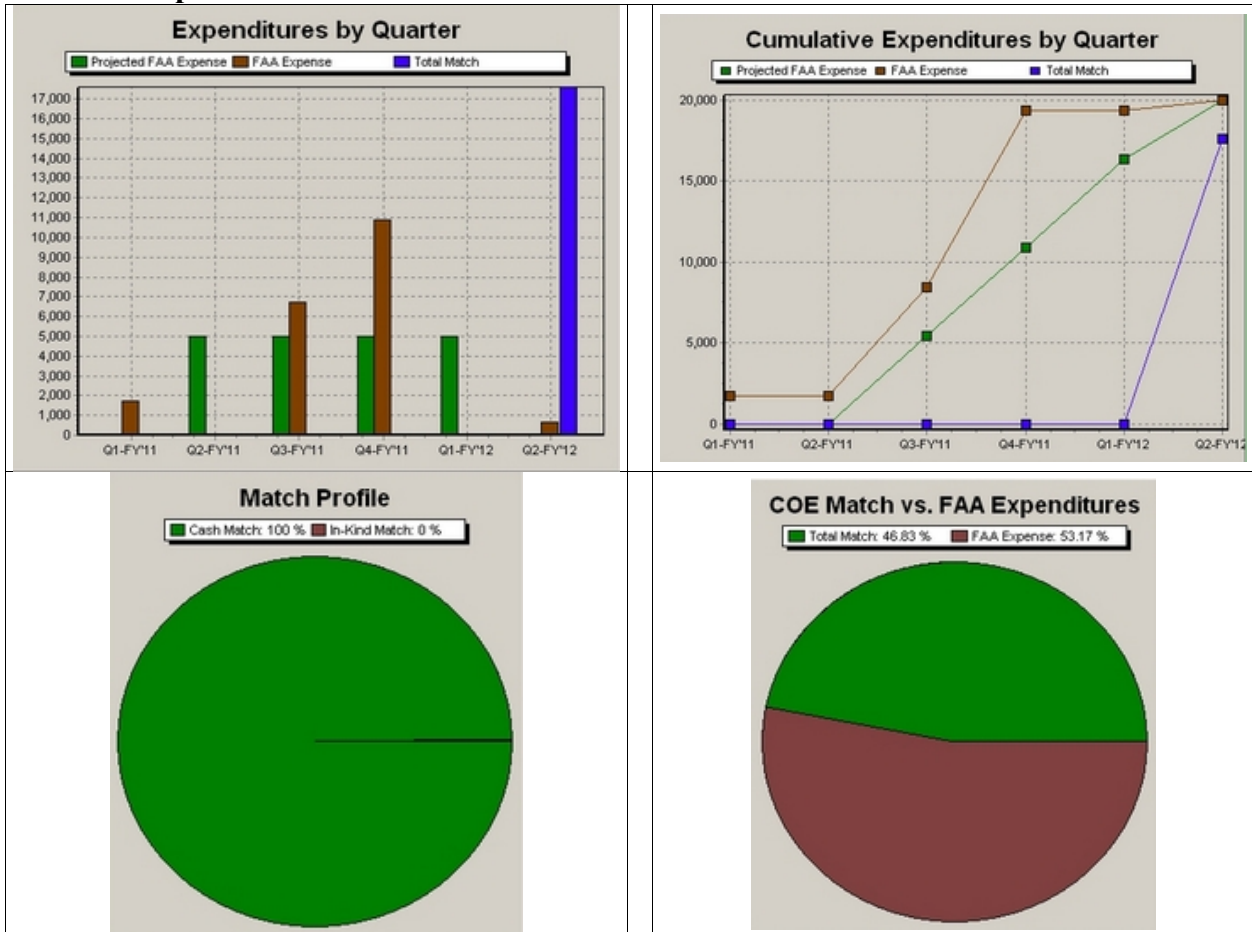 Expenditures by Quarter
Projected FAA Expense FAA Expense Total Match
17,000
16,000
15,000
14,000
13,000
12,000
11,000
10,000
9,000
8,000
7,000
6,000
5,000
4,000
3,000
2,000
1,000
0
Q1-FY'11 Q2-FY'11 Q3-FY'11 Q4-FY'11 Q1-FY'12 Q2-FY'12
Cumulative Expenditures by Quarter
Projected FAA Expense FAA Expense Total Match
20,000
15,000
10,000
5,000
0
Q1-FY'11 Q2-FY'11 Q3-FY'11 Q4-FY'11 Q1-FY'12 Q2-FY'12
Match Profile
Cash Match: 100 % In-Kind Match: 0 %
COE Match vs. FAA Expenditures
Total Match: 46.83 % FAA Expense: 53.17 %